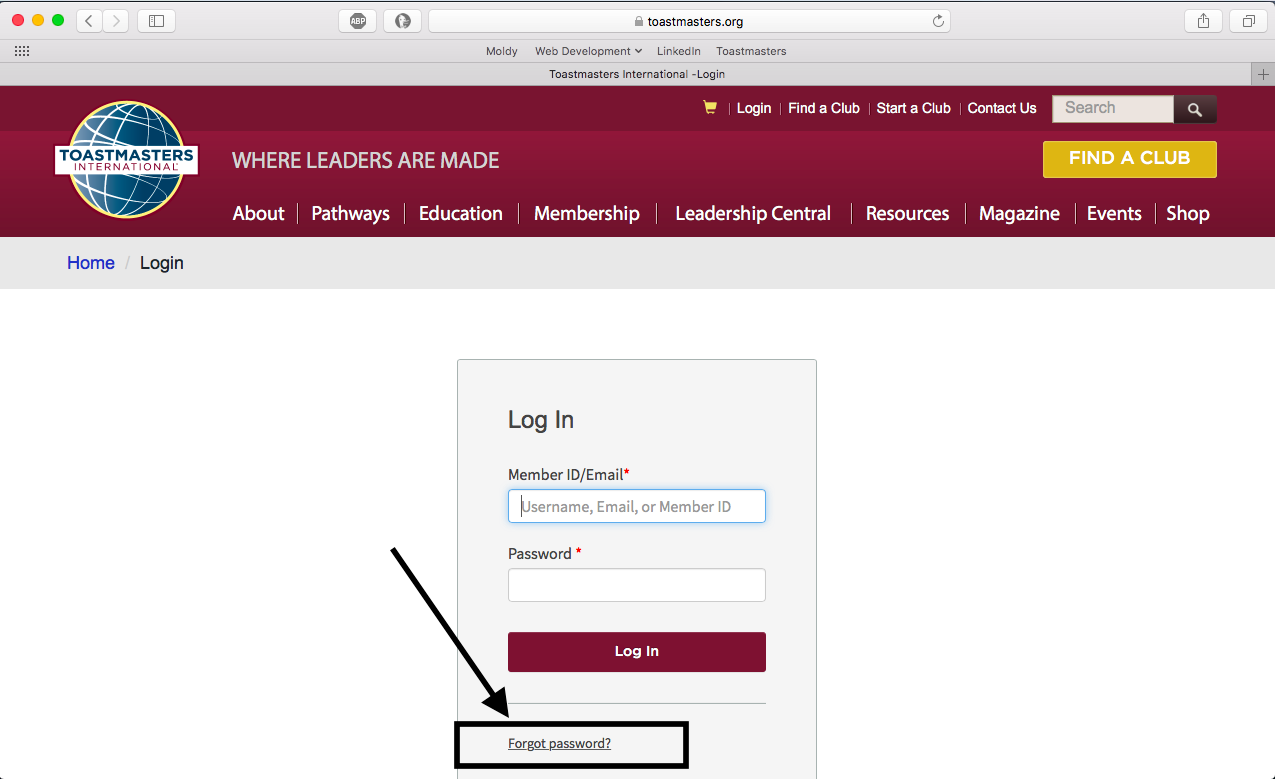 ABP
toastmasters.org
Moldy Web Development LinkedIn Toastmasters
Toastmasters International -Login
Login Find a Club Start a Club Contact Us Search
TOASTMASTERS
INTERNATIONAL
WHERE LEADERS ARE MADE
FIND A CLUB
About Pathways Education Membership Leadership Central Resources Magazine Events Shop
Home / Login
Log In
Member ID/Email*
Username, Email, or Member ID
Password *
Log In
Forgot password?